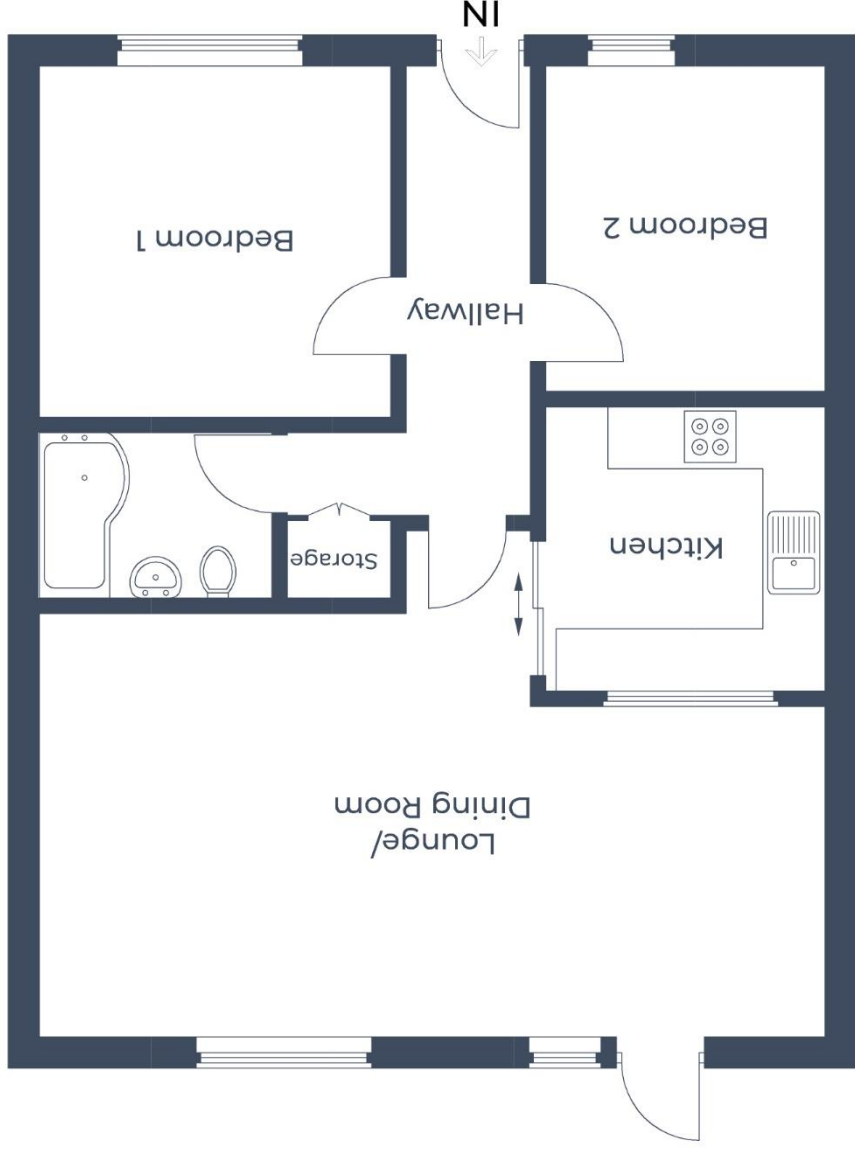 Lounge/
Dining Room
Kitchen
Storage
Hallway
Bedroom 2
Bedroom 1
IN